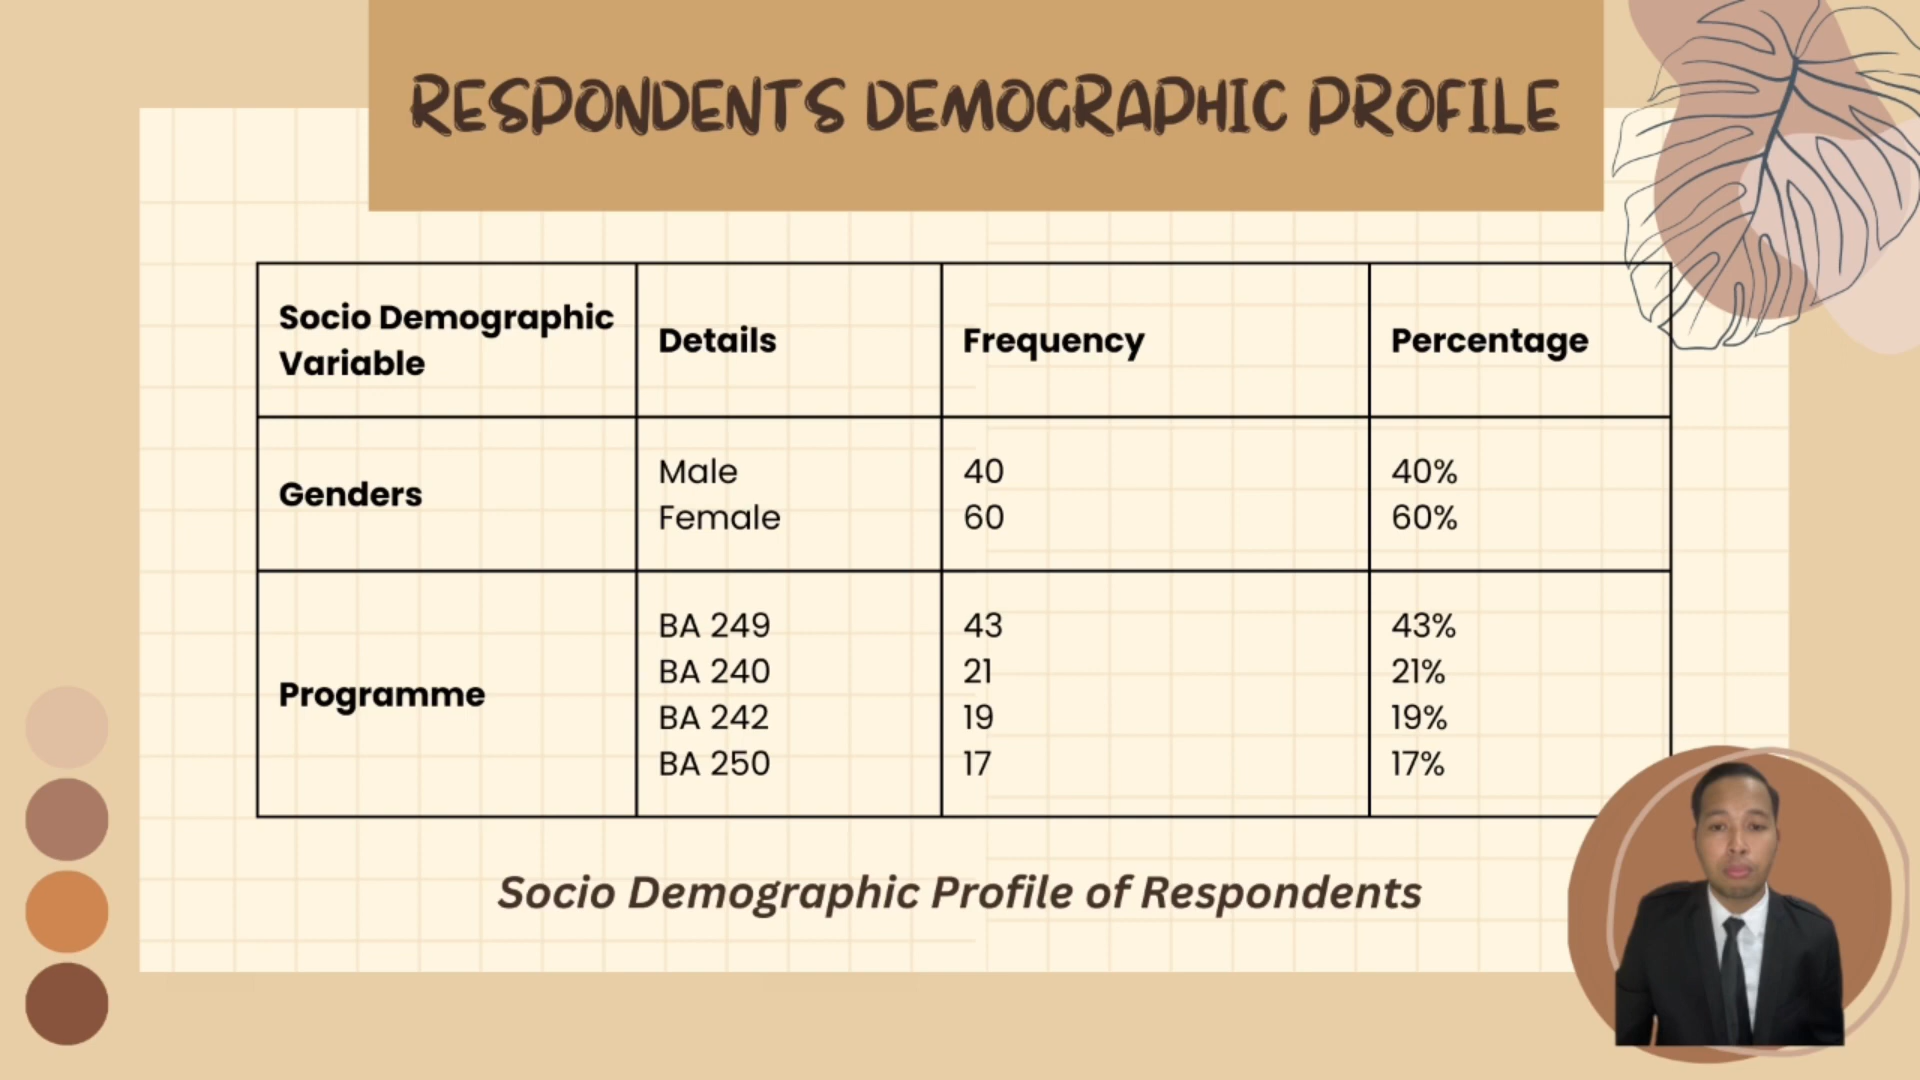 RESPONDENTS DEMOGRAPHIC PROFILE
Socio Demographic
Variable
Details
Frequency
Percentage
Genders
Male
Female
40
60
40%
60%
Programme
BA 249
BA 240
BA 242
BA 250
43
21
19
17
43%
21%
19%
17%
Socio Demographic Profile of Respondents